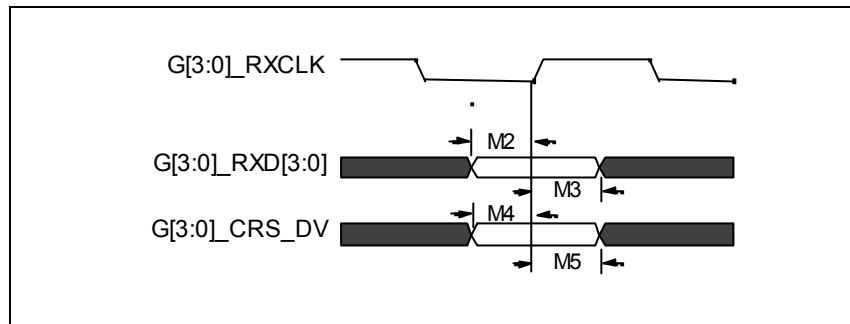 G[3:0]_RXCLK
M2
G[3:0]_RXD[3:0]
M3
M4
G[3:0]_CRS_DV
M5